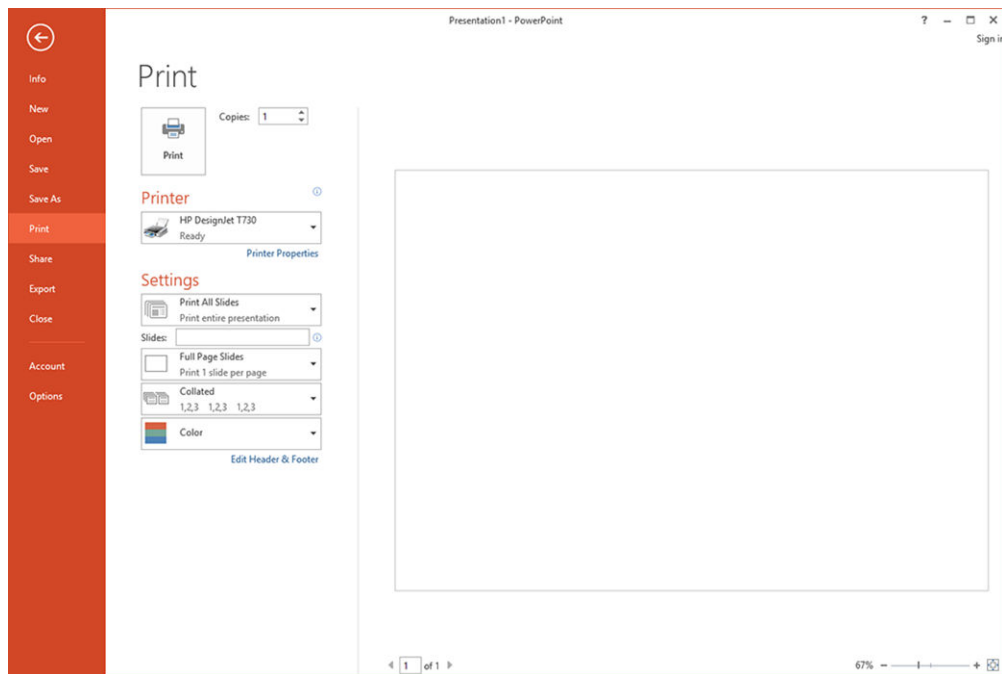 Presentation1 - PowerPoint
?
Info
New
Open
Save
Save As
Print
Share
Export
Close
Account
Options
Print
Copies: 1
Print
Printer
HP DesignJet T730
Ready
Printer Properties
Settings
Print All Slides
Print entire presentation
Slides:
Full Page Slides
Print 1 slide per page
Collated
1,2,3 1,2,3 1,2,3
Color
Edit Header & Footer
1 of 1
67%